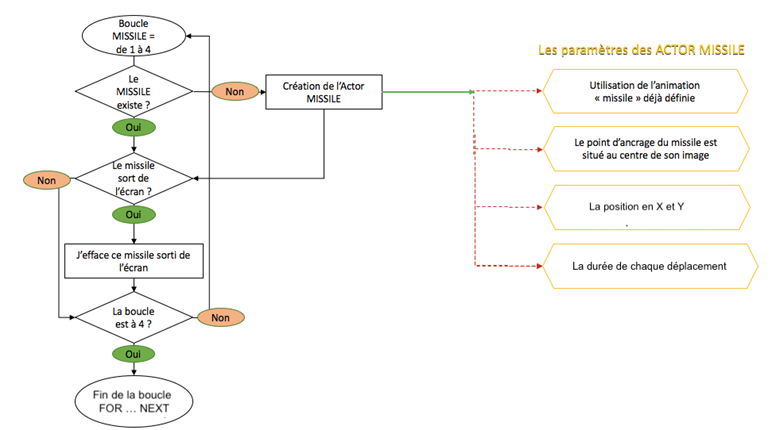 Boucle
MISSILE =
de 1 à 4
Le
MISSILE
existe ?
Non
Création de l'Actor
MISSILE
Oui
Le missile
sort de
l'écran ?
Non
Oui
J'efface ce missile sorti de
l'écran
La boucle
est à 4 ?
Non
Oui
Fin de la boucle
FOR ... NEXT
Les paramètres des ACTOR MISSILE
Utilisation de l'animation
« missile » déjà définie
Le point d'ancrage du missile est
situé au centre de son image
La position en X et Y
.
La durée de chaque déplacement